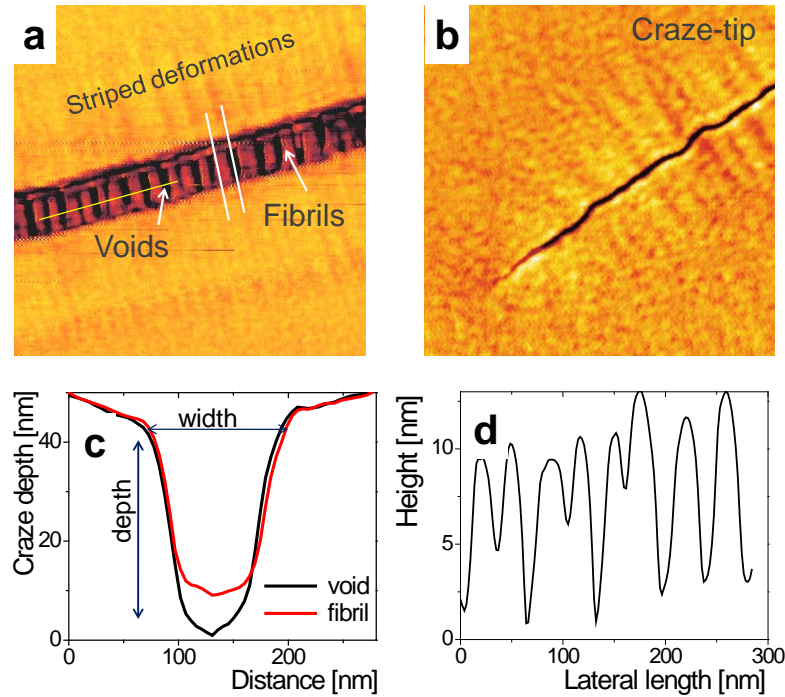 a
Striped deformations
Voids
Fibrils
b
Craze-tip
c
Craze depth [nm]
40
20
0
width
depth
void
fibril
0
100
200
Distance [nm]
d
Height [nm]
10
5
0
0
100
200
300
Lateral length [nm]